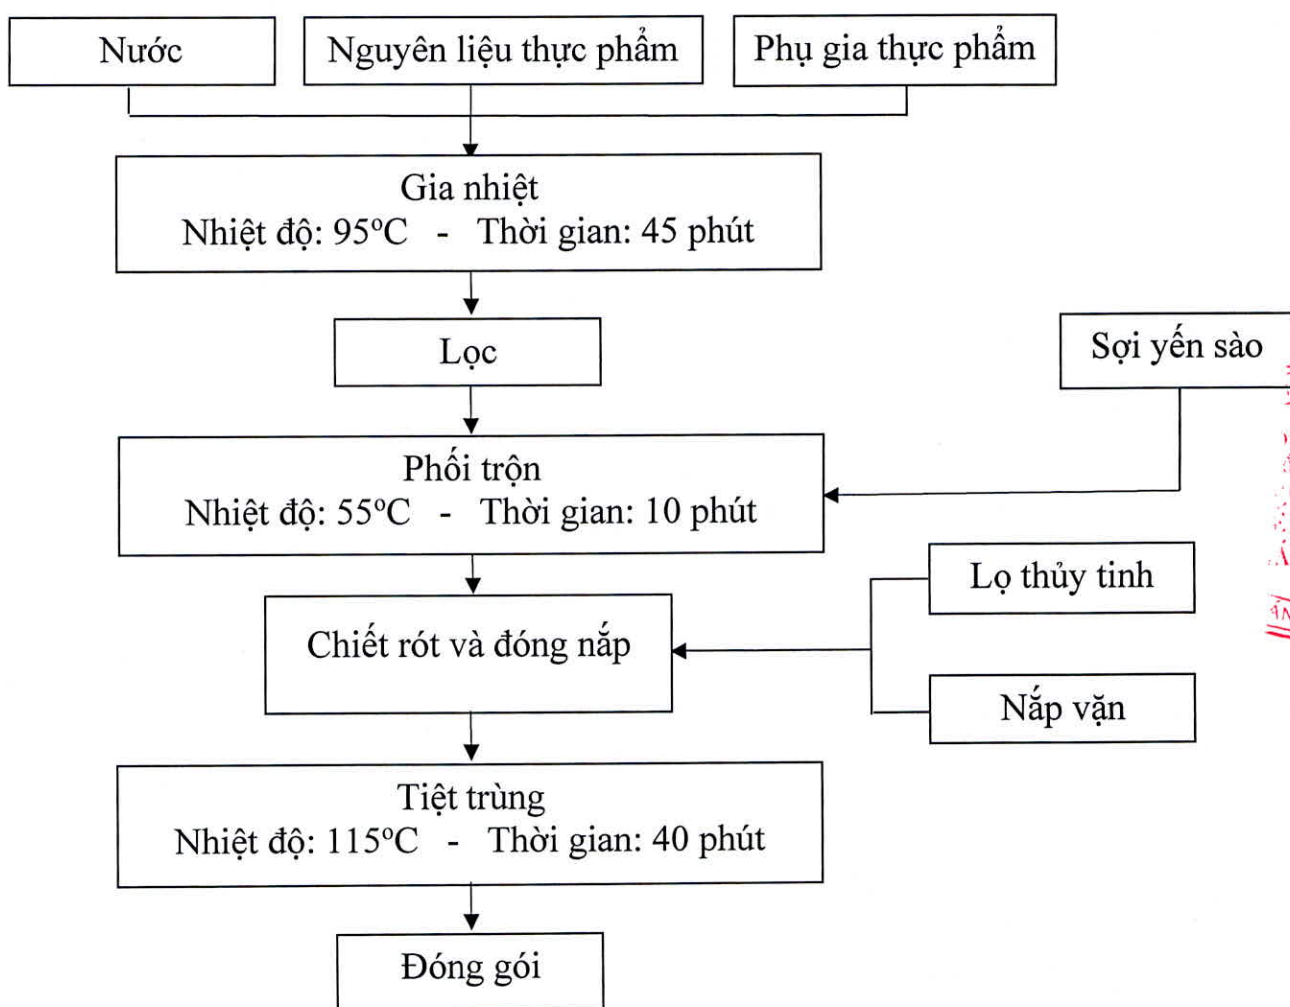 Nước
Nguyên liệu thực phẩm
Phụ gia thực phẩm
Gia nhiệt
Nhiệt độ: 95°C - Thời gian: 45 phút
Lọc
Sợi yến sào
Phối trộn
Nhiệt độ: 55°C - Thời gian: 10 phút
Lọ thủy tinh
Chiết rót và đóng nắp
Nắp vặn
Tiệt trùng
Nhiệt độ: 115°C - Thời gian: 40 phút
Đóng gói